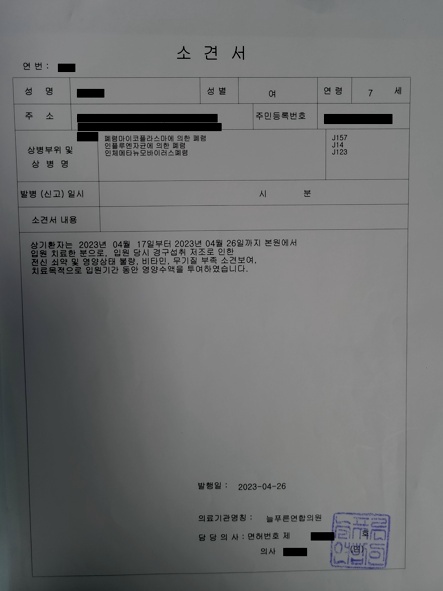 소 견 서
연 번 :
성 명 성 별 여 연 령 7 세
주 소 주민등록번호
상병부위 및
상 병 명
폐렴마이코플라스마에 의한 폐렴 J157
인플루엔자균에 의한 폐렴 J14
인체메타뉴모바이러스폐렴 J123
발병 (신고) 일시 시 분
소견서 내용
상기환자는 2023년 04월 17일부터 2023년 04월 26일까지 본원에서
입원 치료한 분으로, 입원 당시 경구섭취 저조로 인한
전신 쇠약 및 영양상태 불량, 비타민, 무기질 부족 소견보여,
치료목적으로 입원기간 동안 영양수액을 투여하였습니다.
발행일 : 2023-04-26
의료기관명칭 : 늘푸른연합의원
담 당 의 사 : 면허번호 제 호
의사 (인)